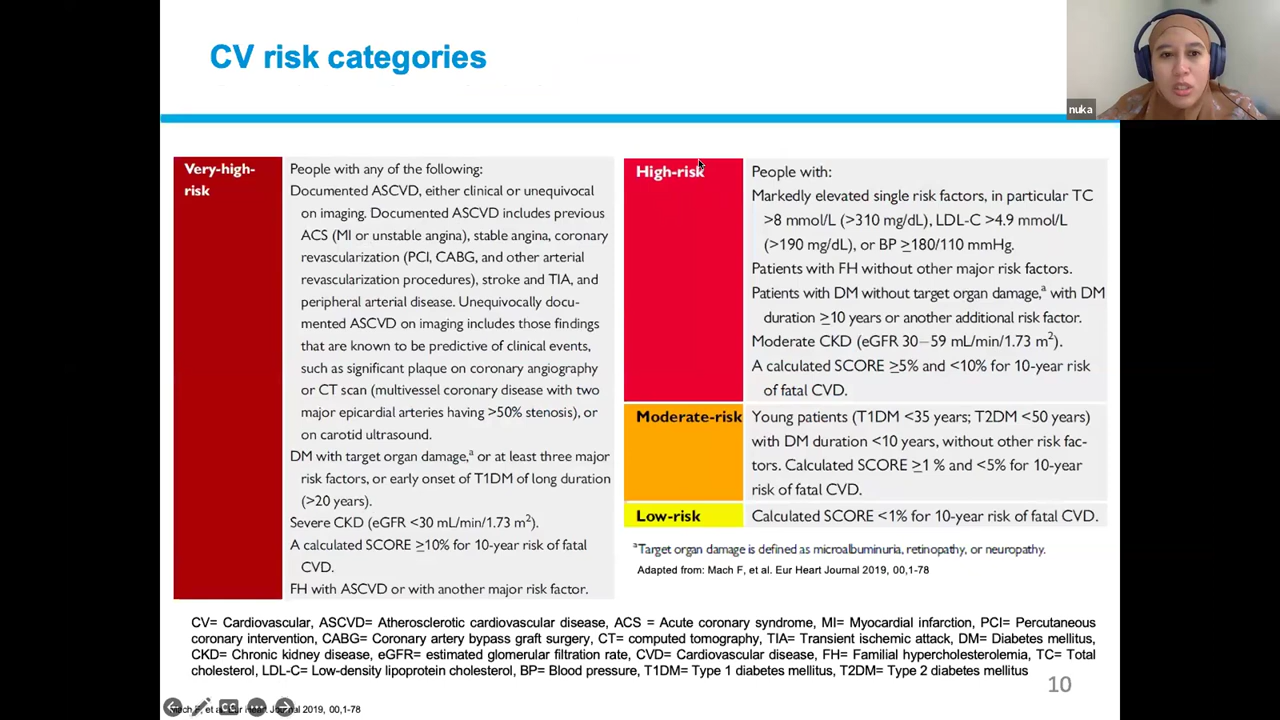 CV risk categories
nuka
Very-high-
risk
People with any of the following:
Documented ASCVD, either clinical or unequivocal
on imaging. Documented ASCVD includes previous
ACS (MI or unstable angina), stable angina, coronary
revascularization (PCI, CABG, and other arterial
revascularization procedures), stroke and TIA, and
peripheral arterial disease. Unequivocally docu-
mented ASCVD on imaging includes those findings
that are known to be predictive of clinical events,
such as significant plaque on coronary angiography
or CT scan (multivessel coronary disease with two
major epicardial arteries having >50% stenosis), or
on carotid ultrasound.
DM with target organ damage,ᵃ or at least three major
risk factors, or early onset of T1DM of long duration
(>20 years).
Severe CKD (eGFR <30 mL/min/1.73 m²).
A calculated SCORE ≥10% for 10-year risk of fatal
CVD.
FH with ASCVD or with another major risk factor.
High-risk
People with:
Markedly elevated single risk factors, in particular TC
>8 mmol/L (>310 mg/dL), LDL-C >4.9 mmol/L
(>190 mg/dL), or BP ≥180/110 mmHg.
Patients with FH without other major risk factors.
Patients with DM without target organ damage,ᵃ with DM
duration ≥10 years or another additional risk factor.
Moderate CKD (eGFR 30–59 mL/min/1.73 m²).
A calculated SCORE ≥5% and <10% for 10-year risk
of fatal CVD.
Moderate-risk
Young patients (T1DM <35 years; T2DM <50 years)
with DM duration <10 years, without other risk fac-
tors. Calculated SCORE ≥1 % and <5% for 10-year
risk of fatal CVD.
Low-risk
Calculated SCORE <1% for 10-year risk of fatal CVD.
ᵃTarget organ damage is defined as microalbuminuria, retinopathy, or neuropathy.
Adapted from: Mach F, et al. Eur Heart Journal 2019, 00,1-78
CV= Cardiovascular, ASCVD= Atherosclerotic cardiovascular disease, ACS = Acute coronary syndrome, MI= Myocardial infarction, PCI= Percutaneous
coronary intervention, CABG= Coronary artery bypass graft surgery, CT= computed tomography, TIA= Transient ischemic attack, DM= Diabetes mellitus,
CKD= Chronic kidney disease, eGFR= estimated glomerular filtration rate, CVD= Cardiovascular disease, FH= Familial hypercholesterolemia, TC= Total
cholesterol, LDL-C= Low-density lipoprotein cholesterol, BP= Blood pressure, T1DM= Type 1 diabetes mellitus, T2DM= Type 2 diabetes mellitus
10
Mach F, et al. Eur Heart Journal 2019, 00,1-78